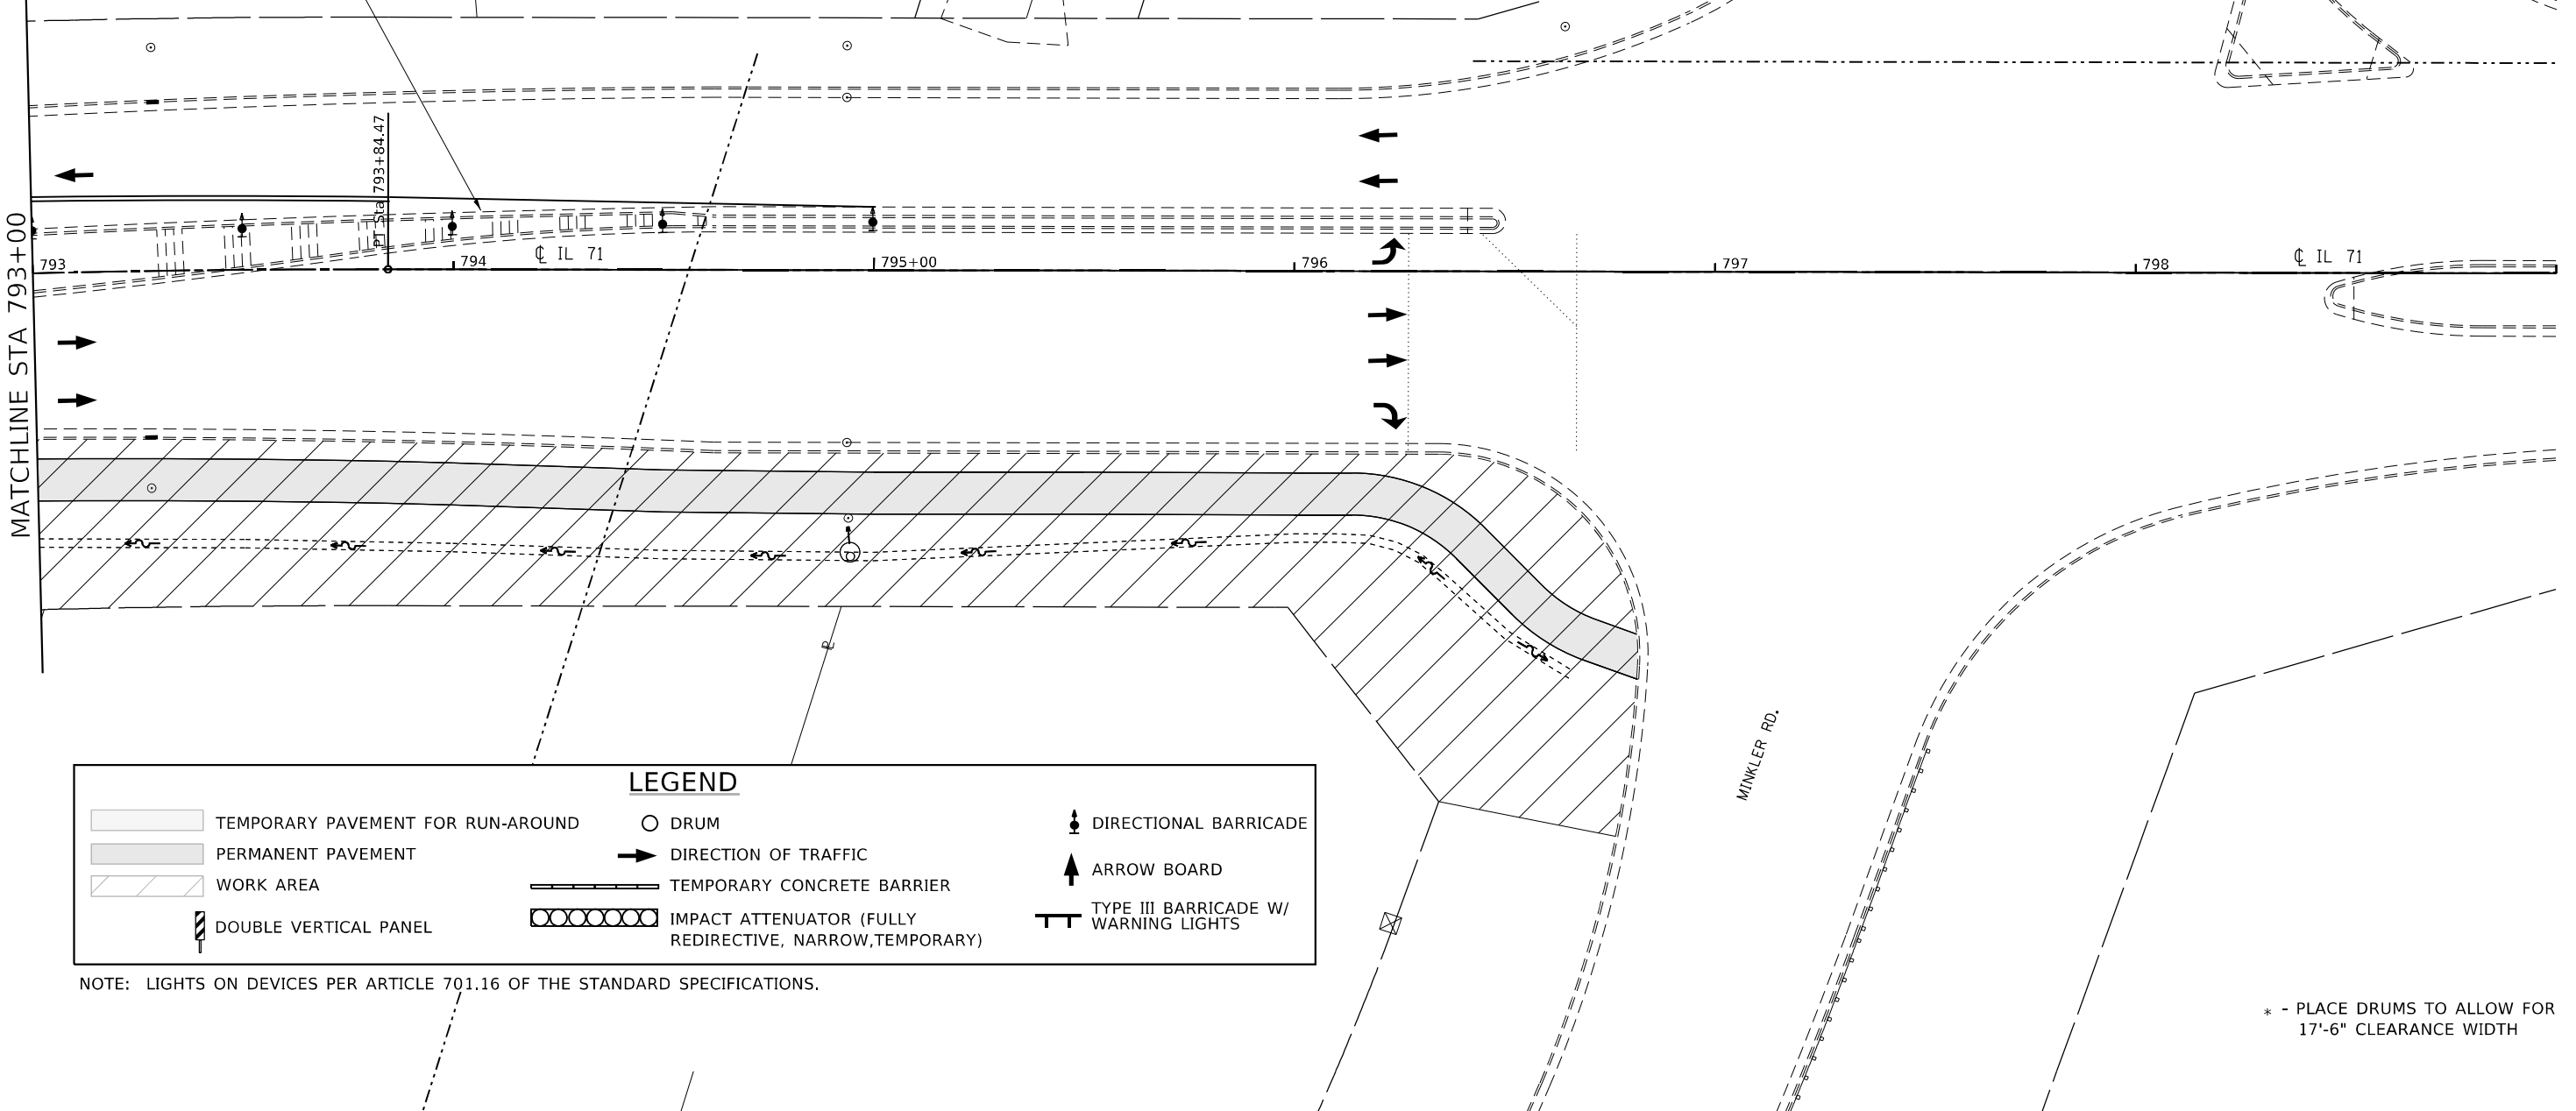 MATCHLINE STA 793+00
PT Sta 793+84.47
793
794
℄ IL 71
795+00
796
797
798
℄ IL 71
MINKLER RD.
℄
LEGEND
TEMPORARY PAVEMENT FOR RUN-AROUND
PERMANENT PAVEMENT
WORK AREA
DOUBLE VERTICAL PANEL
DRUM
DIRECTION OF TRAFFIC
TEMPORARY CONCRETE BARRIER
IMPACT ATTENUATOR (FULLY
REDIRECTIVE, NARROW,TEMPORARY)
DIRECTIONAL BARRICADE
ARROW BOARD
TYPE III BARRICADE W/
WARNING LIGHTS
NOTE: LIGHTS ON DEVICES PER ARTICLE 701.16 OF THE STANDARD SPECIFICATIONS.
* - PLACE DRUMS TO ALLOW FOR
17'-6" CLEARANCE WIDTH